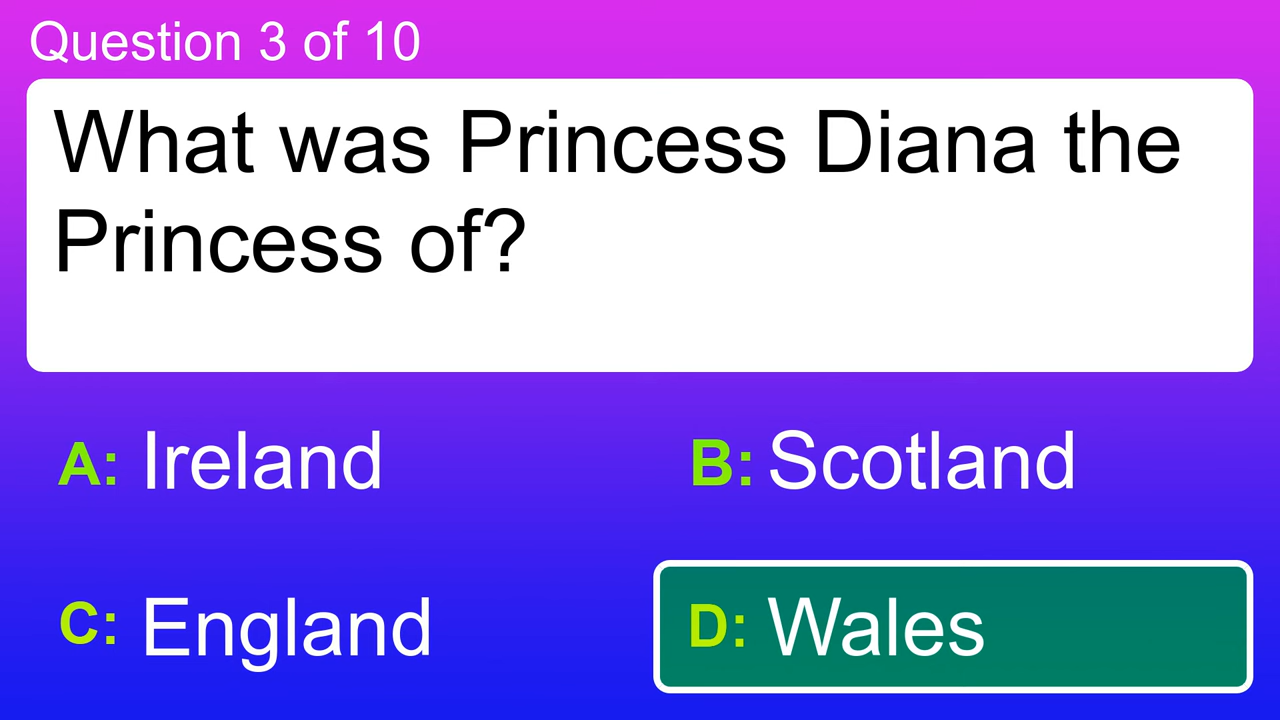 Question 3 of 10
What was Princess Diana the
Princess of?
A: Ireland
B: Scotland
C: England
D: Wales